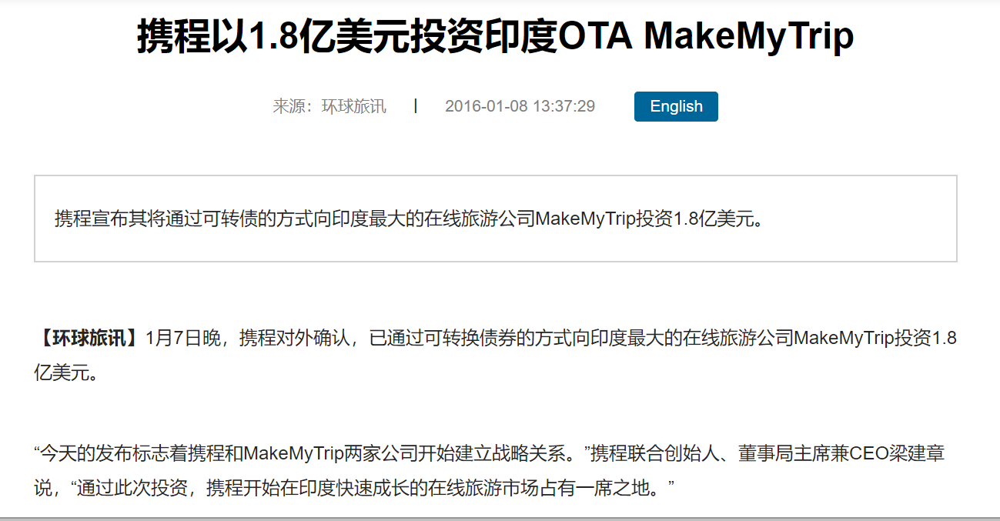 携程以1.8亿美元投资印度OTA MakeMyTrip
来源：环球旅讯 | 2016-01-08 13:37:29 English
携程宣布其将通过可转债的方式向印度最大的在线旅游公司MakeMyTrip投资1.8亿美元。
【环球旅讯】1月7日晚，携程对外确认，已通过可转换债券的方式向印度最大的在线旅游公司MakeMyTrip投资1.8
亿美元。
“今天的发布标志着携程和MakeMyTrip两家公司开始建立战略关系。”携程联合创始人、董事局主席兼CEO梁建章
说，“通过此次投资，携程开始在印度快速成长的在线旅游市场占有一席之地。”